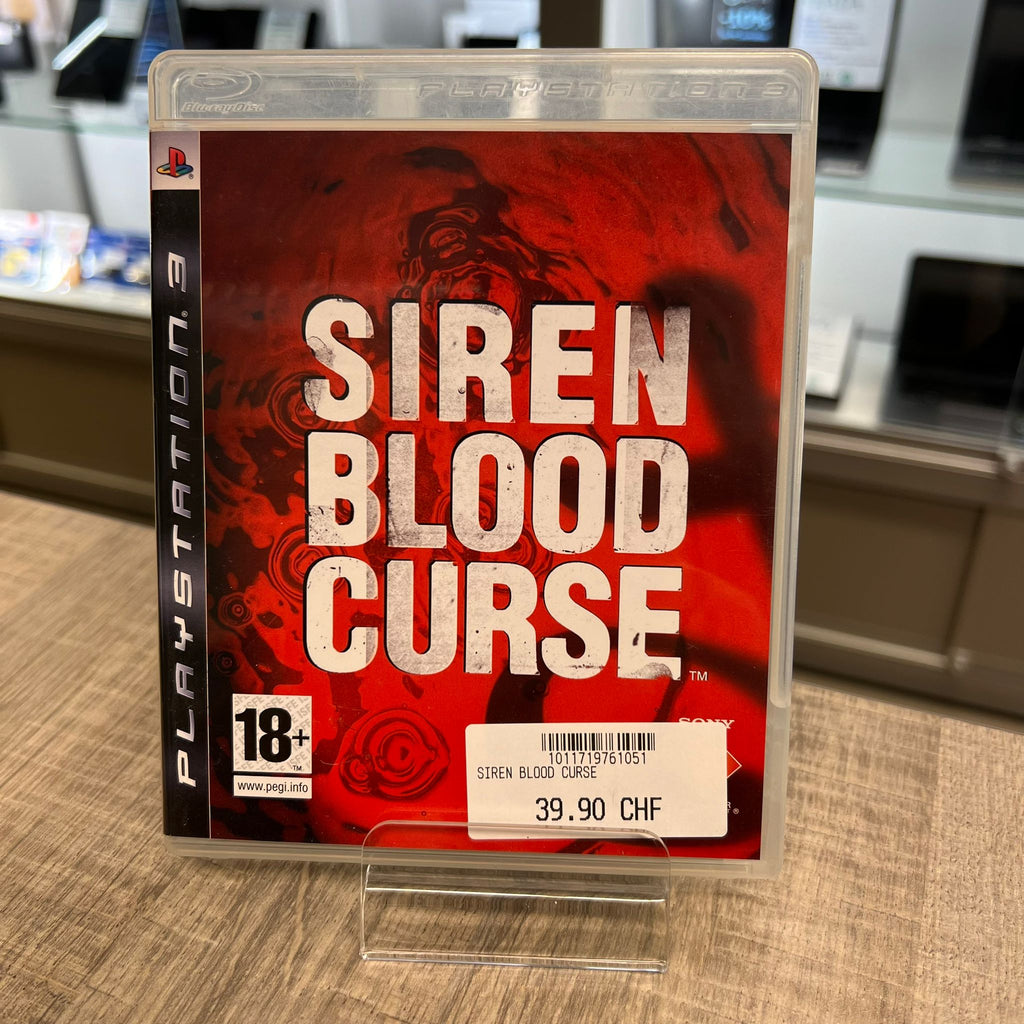 Blu-ray Disc
PLAYSTATION 3
PLAYSTATION®3
SIREN
BLOOD
CURSE
TM
18+
TM
www.pegi.info
SONY
1011719761051
SIREN BLOOD CURSE
39.90 CHF